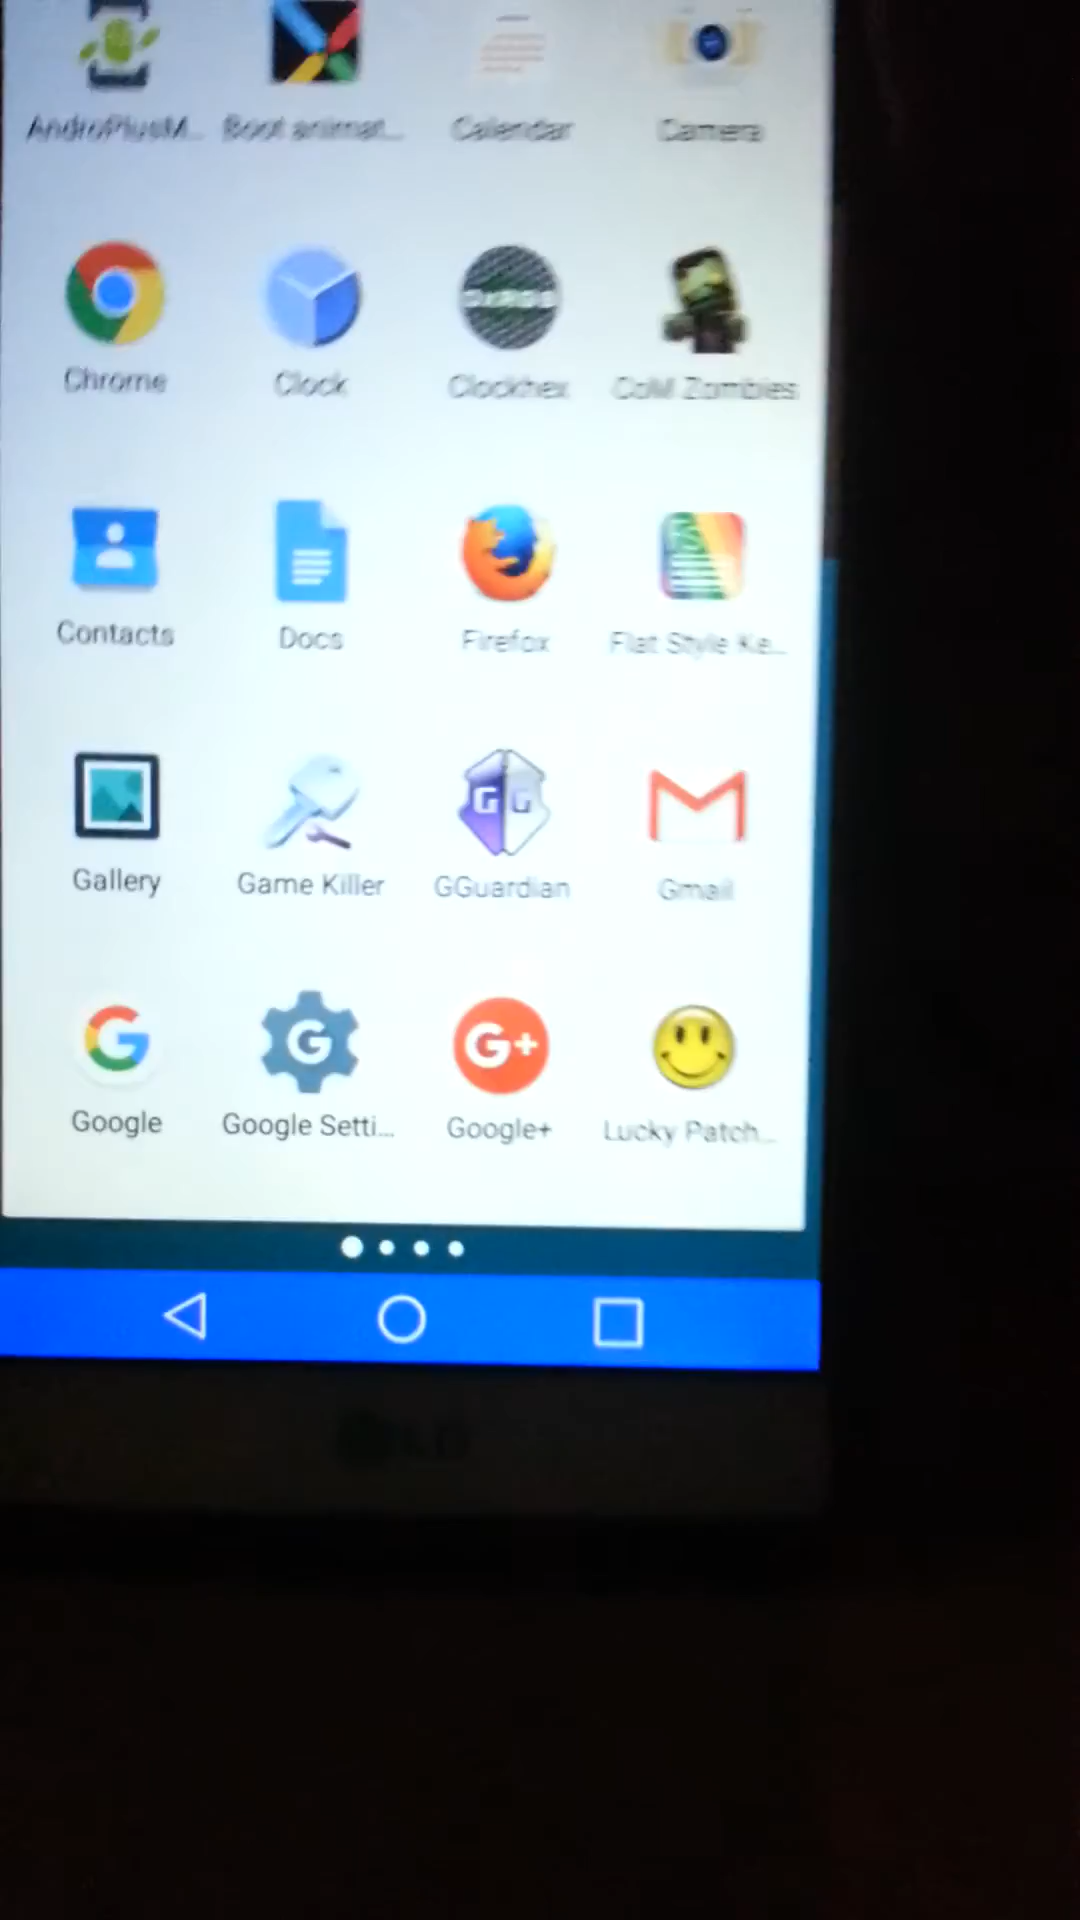 AndroPlusM... Boot animat... Calendar Camera
Chrome Clock Clockhex CoM Zombies
Contacts Docs Firefox Flat Style Ke...
G G
Gallery Game Killer GGuardian Gmail
G G G+
Google Google Setti... Google+ Lucky Patch...
LG